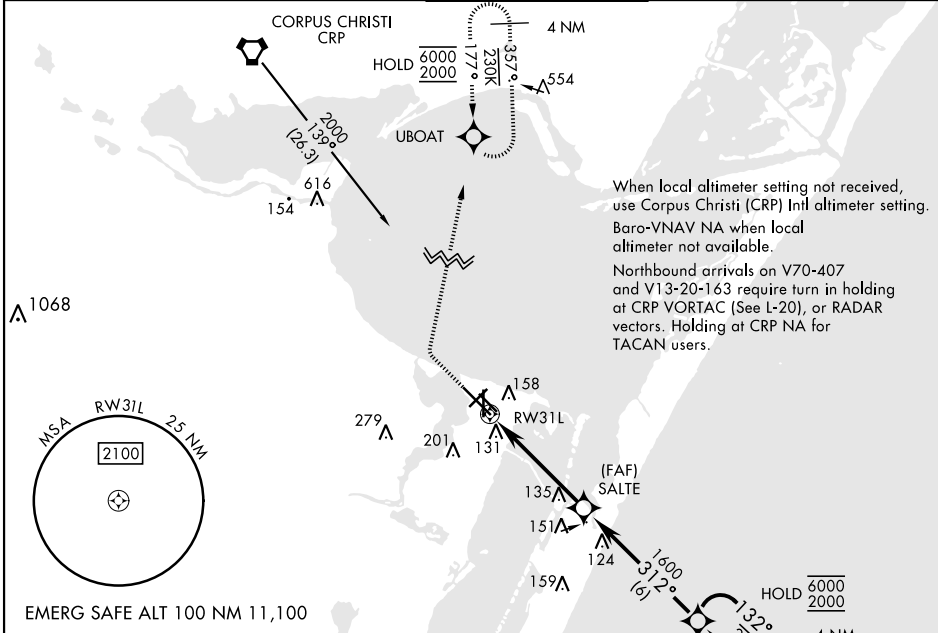 CORPUS CHRISTI
CRP
4 NM
HOLD 6000
2000
177°
230K
357°
554
UBOAT
2000
139°
(26.3)
616
154
When local altimeter setting not received,
use Corpus Christi (CRP) Intl altimeter setting.
Baro-VNAV NA when local
altimeter not available.
Northbound arrivals on V70-407
and V13-20-163 require turn in holding
at CRP VORTAC (See L-20), or RADAR
vectors. Holding at CRP NA for
TACAN users.
1068
158
RW31L
131
279
201
MSA RW31L 25 NM
2100
(FAF)
SALTE
135
151
124
159
1600
312°
(6)
HOLD 6000
2000
132°
4 NM
EMERG SAFE ALT 100 NM 11,100